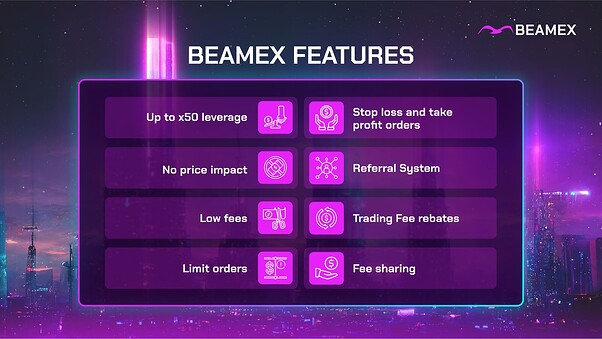 BEAMEX
BEAMEX FEATURES
Up to x50 leverage
Stop loss and take
profit orders
No price impact
Referral System
Low fees
Trading Fee rebates
Limit orders
Fee sharing